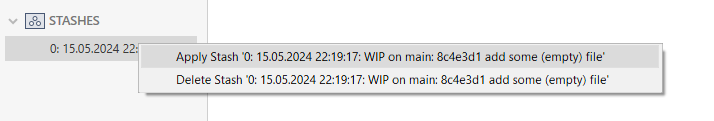 STASHES
0: 15.05.2024 22:
Apply Stash '0: 15.05.2024 22:19:17: WIP on main: 8c4e3d1 add some (empty) file'
Delete Stash '0: 15.05.2024 22:19:17: WIP on main: 8c4e3d1 add some (empty) file'